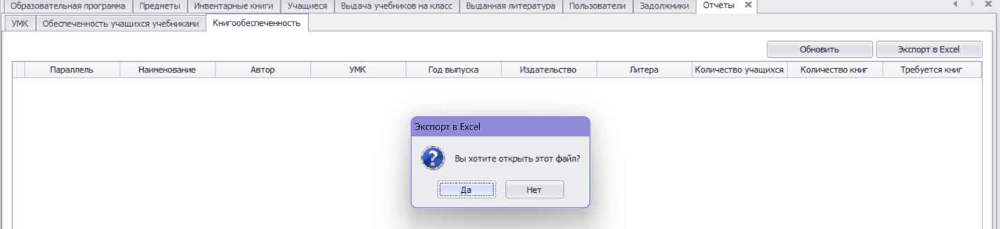 Образовательная программа Предметы Инвентарные книги Учащиеся Выдача учебников на класс Выданная литература Пользователи Задолжники Отчеты
УМК Обеспеченность учащихся учебниками Книгообеспеченность
Обновить Экспорт в Excel
Параллель Наименование Автор УМК Год выпуска Издательство Литера Количество учащихся Количество книг Требуется книг
Экспорт в Excel
Вы хотите открыть этот файл?
Да Нет